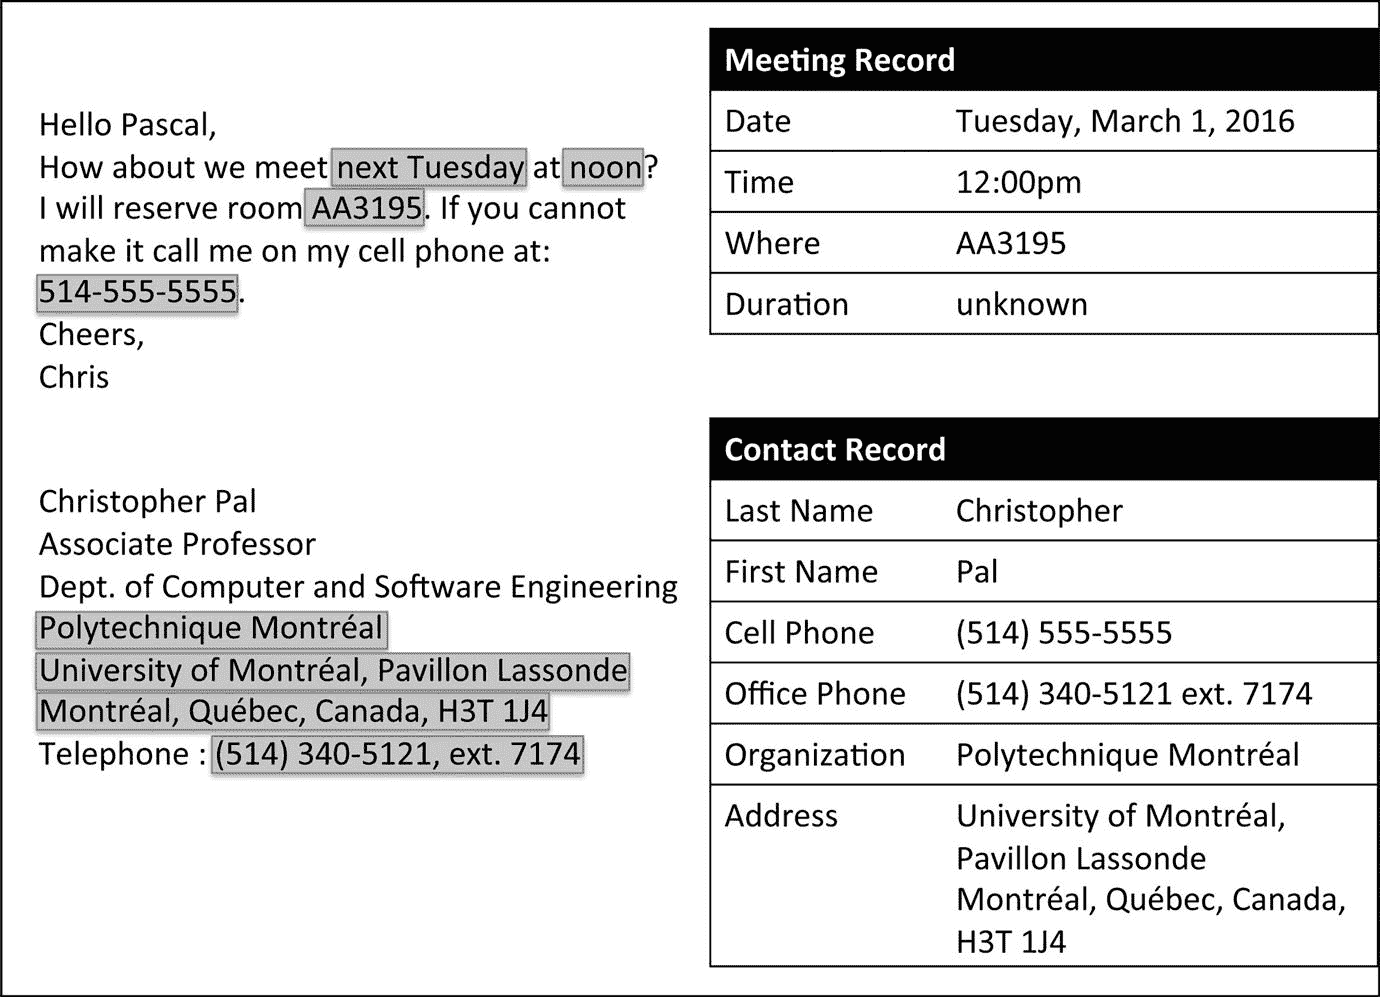 Hello Pascal,
How about we meet next Tuesday at noon?
I will reserve room AA3195. If you cannot
make it call me on my cell phone at:
514-555-5555.
Cheers,
Chris
Christopher Pal
Associate Professor
Dept. of Computer and Software Engineering
Polytechnique Montréal
University of Montréal, Pavillon Lassonde
Montréal, Québec, Canada, H3T 1J4
Telephone : (514) 340-5121, ext. 7174
Meeting Record
Date Tuesday, March 1, 2016
Time 12:00pm
Where AA3195
Duration unknown
Contact Record
Last Name Christopher
First Name Pal
Cell Phone (514) 555-5555
Office Phone (514) 340-5121 ext. 7174
Organization Polytechnique Montréal
Address University of Montréal,
Pavillon Lassonde
Montréal, Québec, Canada,
H3T 1J4